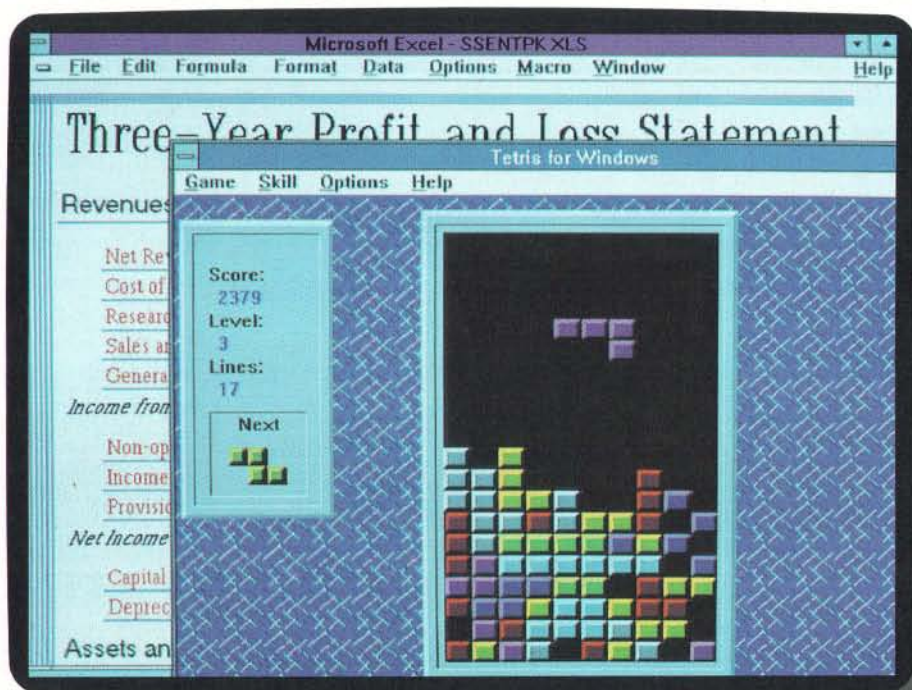 Microsoft Excel - SSENTPK.XLS
File Edit Formula Format Data Options Macro Window Help
Three-Year Profit and Loss Statement
Tetris for Windows
Game Skill Options Help
Revenues
Net Re
Cost of
Researc
Sales a
Genera
Income from
Non-op
Income
Provisi
Net Income
Capital
Deprec
Assets an
Score:
2379
Level:
3
Lines:
17
Next